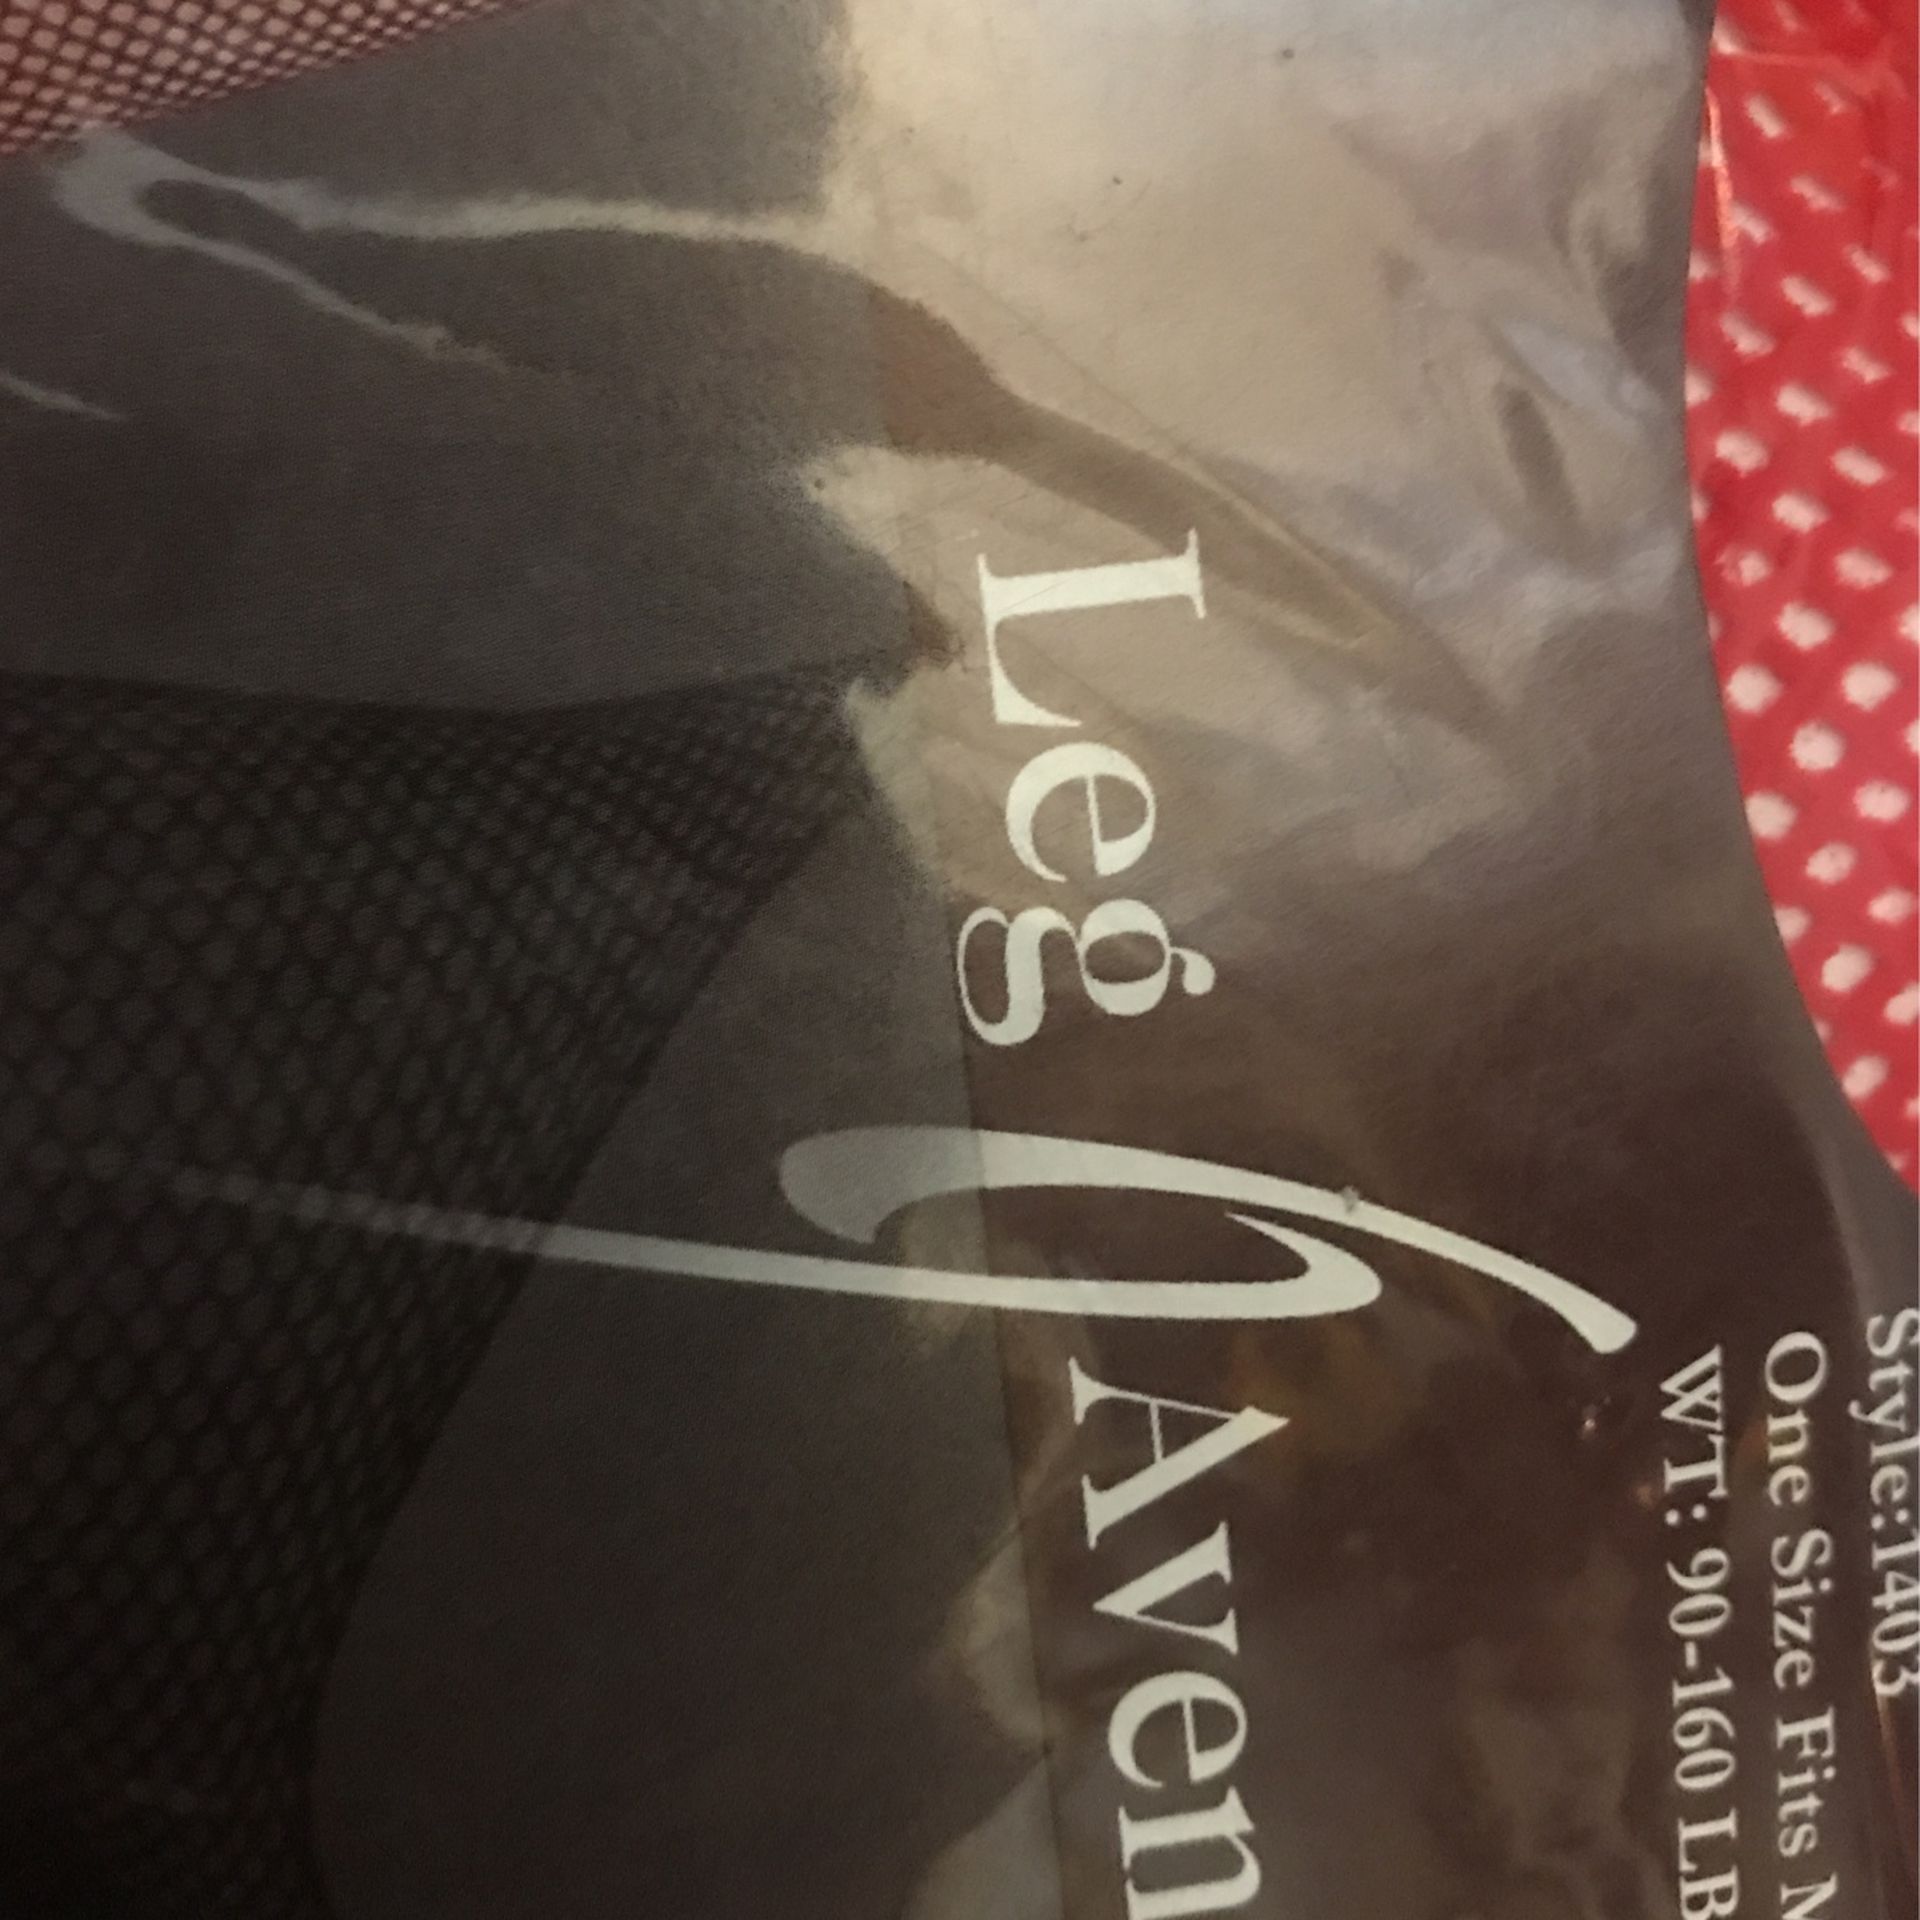 Style:1403
One Size Fits
WT: 90-160 LB
Leg Aven